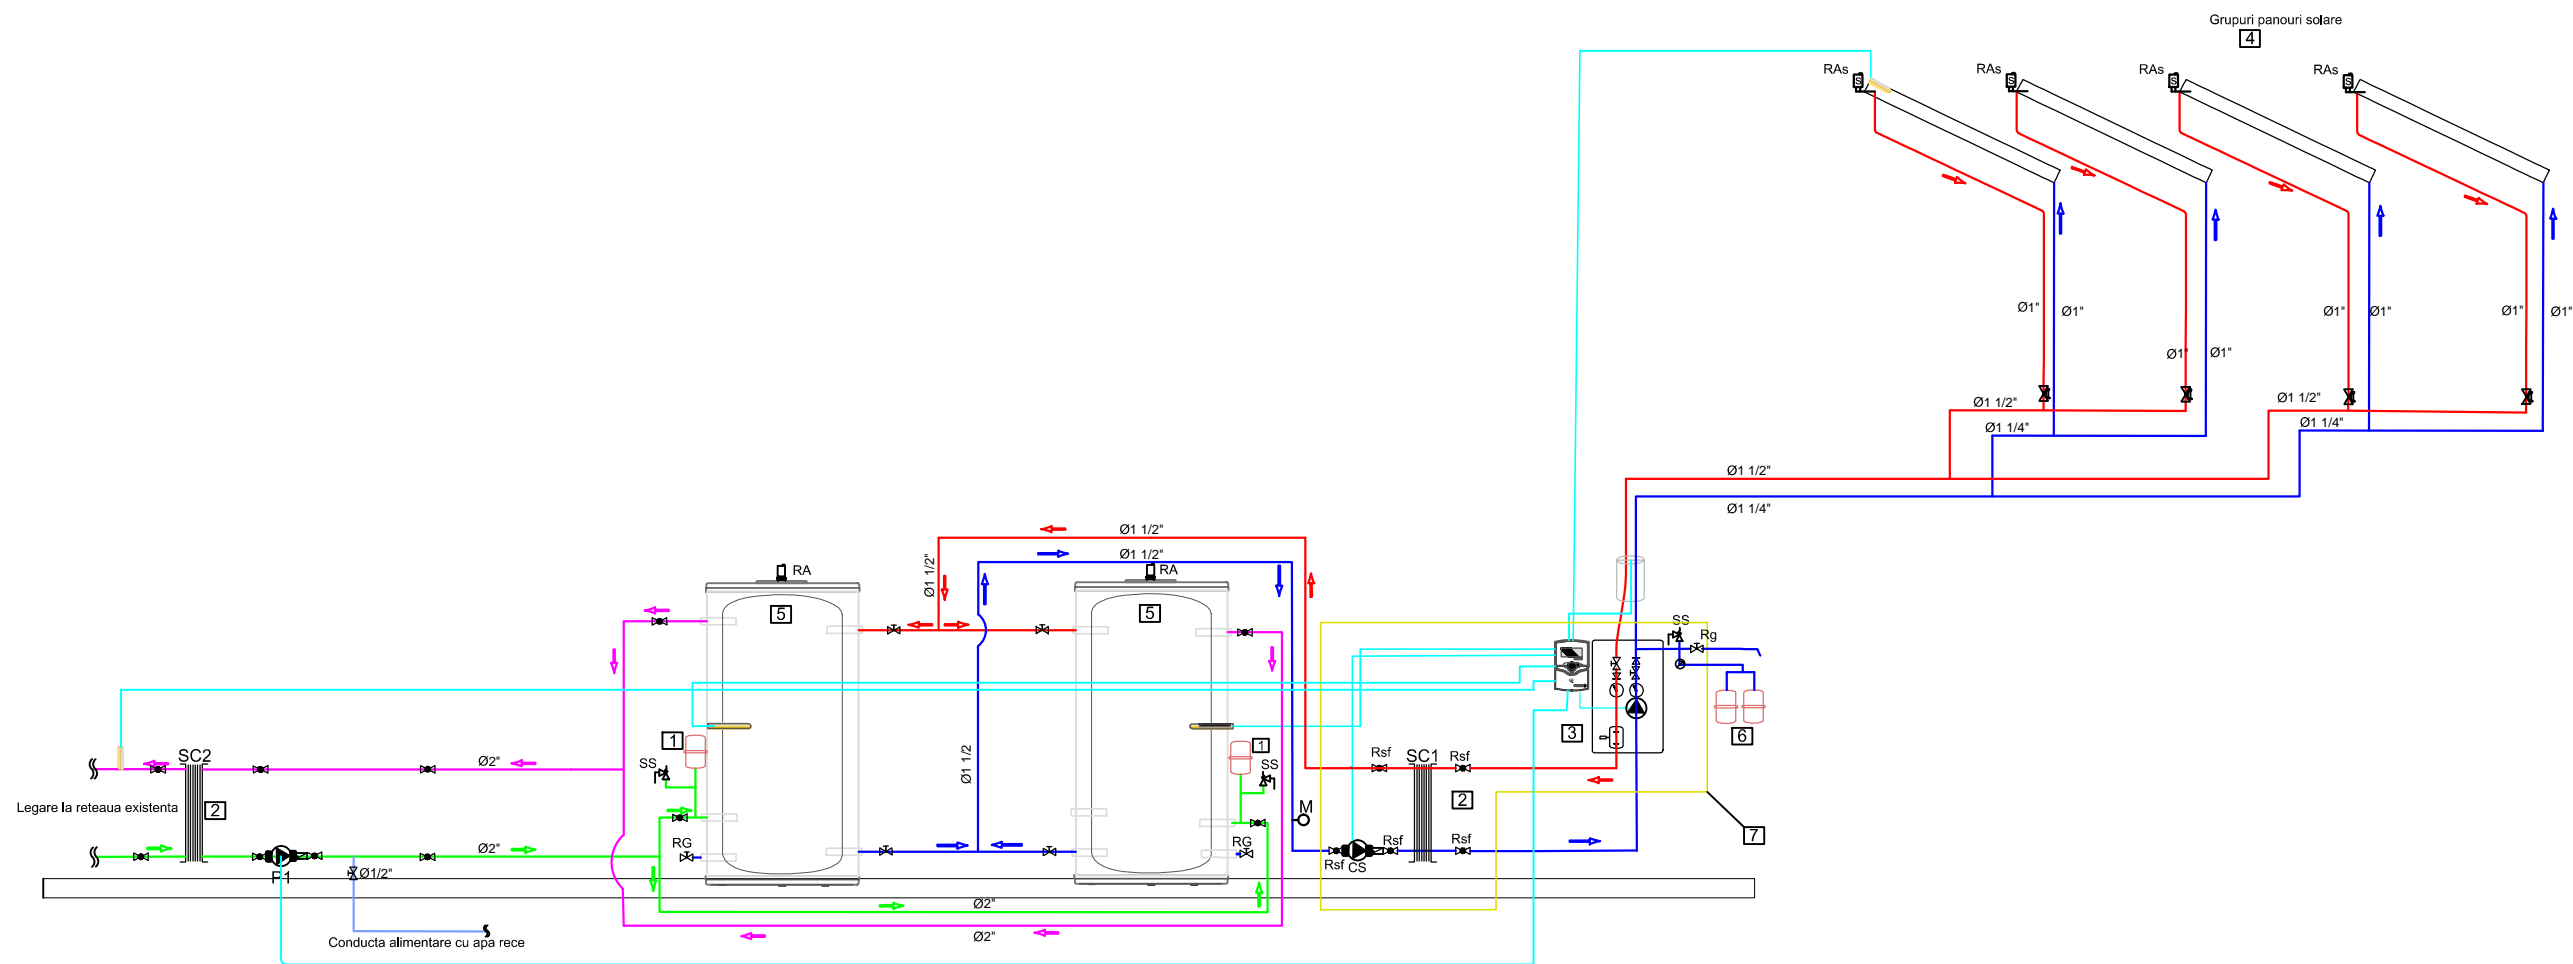 Grupuri panouri solare
4
RAs
RAs
RAs
RAs
S
S
S
S
Ø1"
Ø1"
Ø1"
Ø1"
Ø1"
Ø1"
Ø1"
Ø1"
Ø1 1/2"
Ø1 1/4"
Ø1 1/2"
Ø1 1/4"
Ø1 1/2"
Ø1 1/4"
Ø1 1/2"
Ø1 1/2"
Ø1 1/2"
RA
5
RA
5
SS
Rg
3
6
7
SC2
2
Legare la reteaua existenta
Ø2"
Ø2"
P1
Ø1/2"
Conducta alimentare cu apa rece
1
SS
RG
Ø1 1/2
1
SS
RG
M
Rsf
SC1
Rsf
2
Rsf
CS
Rsf
Rsf
Ø2"
Ø2"